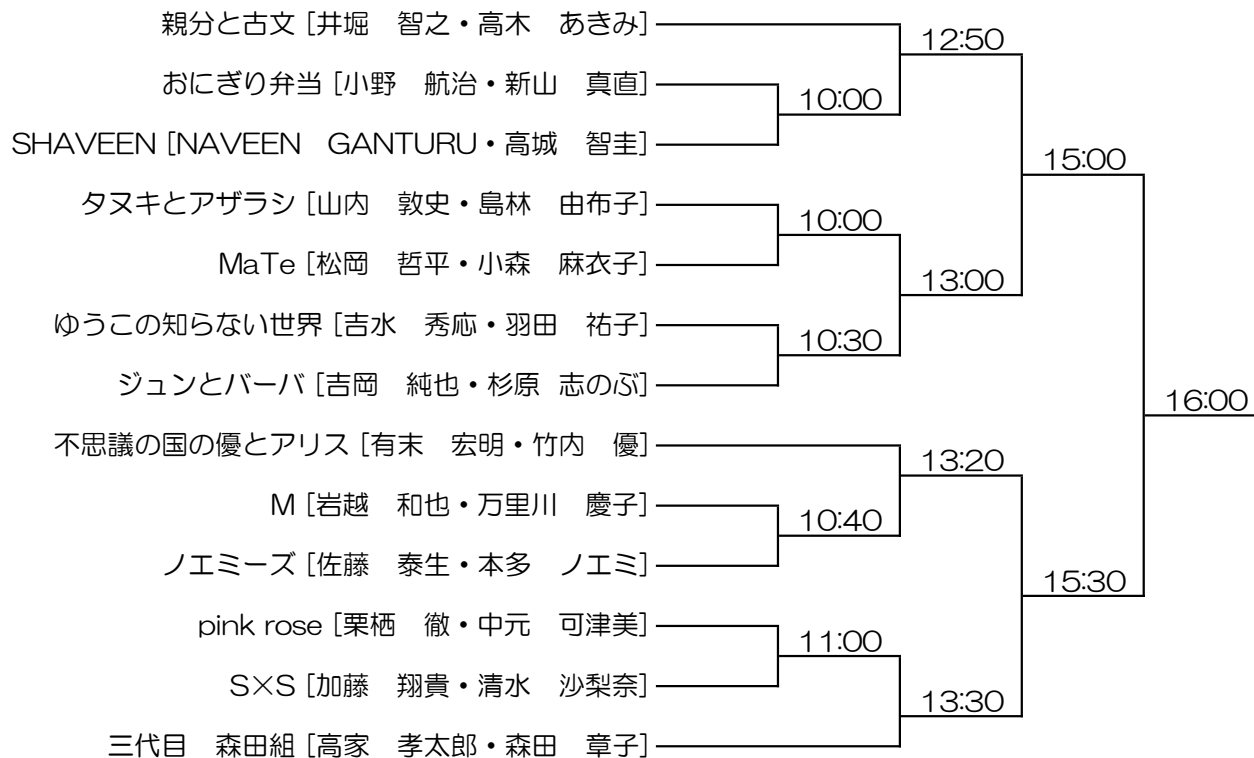 親分と古文 [井堀　智之・高木　あきみ]
12:50
おにぎり弁当 [小野　航治・新山　真直]
10:00
SHAVEEN [NAVEEN　GANTURU・高城　智圭]
15:00
タヌキとアザラシ [山内　敦史・島林　由布子]
10:00
MaTe [松岡　哲平・小森　麻衣子]
13:00
ゆうこの知らない世界 [吉水　秀応・羽田　祐子]
10:30
ジュンとバーバ [吉岡　純也・杉原 志のぶ]
16:00
不思議の国の優とアリス [有末　宏明・竹内　優]
13:20
M [岩越　和也・万里川　慶子]
10:40
ノエミーズ [佐藤　泰生・本多　ノエミ]
15:30
pink rose [栗栖　徹・中元　可津美]
11:00
S×S [加藤　翔貴・清水　沙梨奈]
13:30
三代目　森田組 [高家　孝太郎・森田　章子]